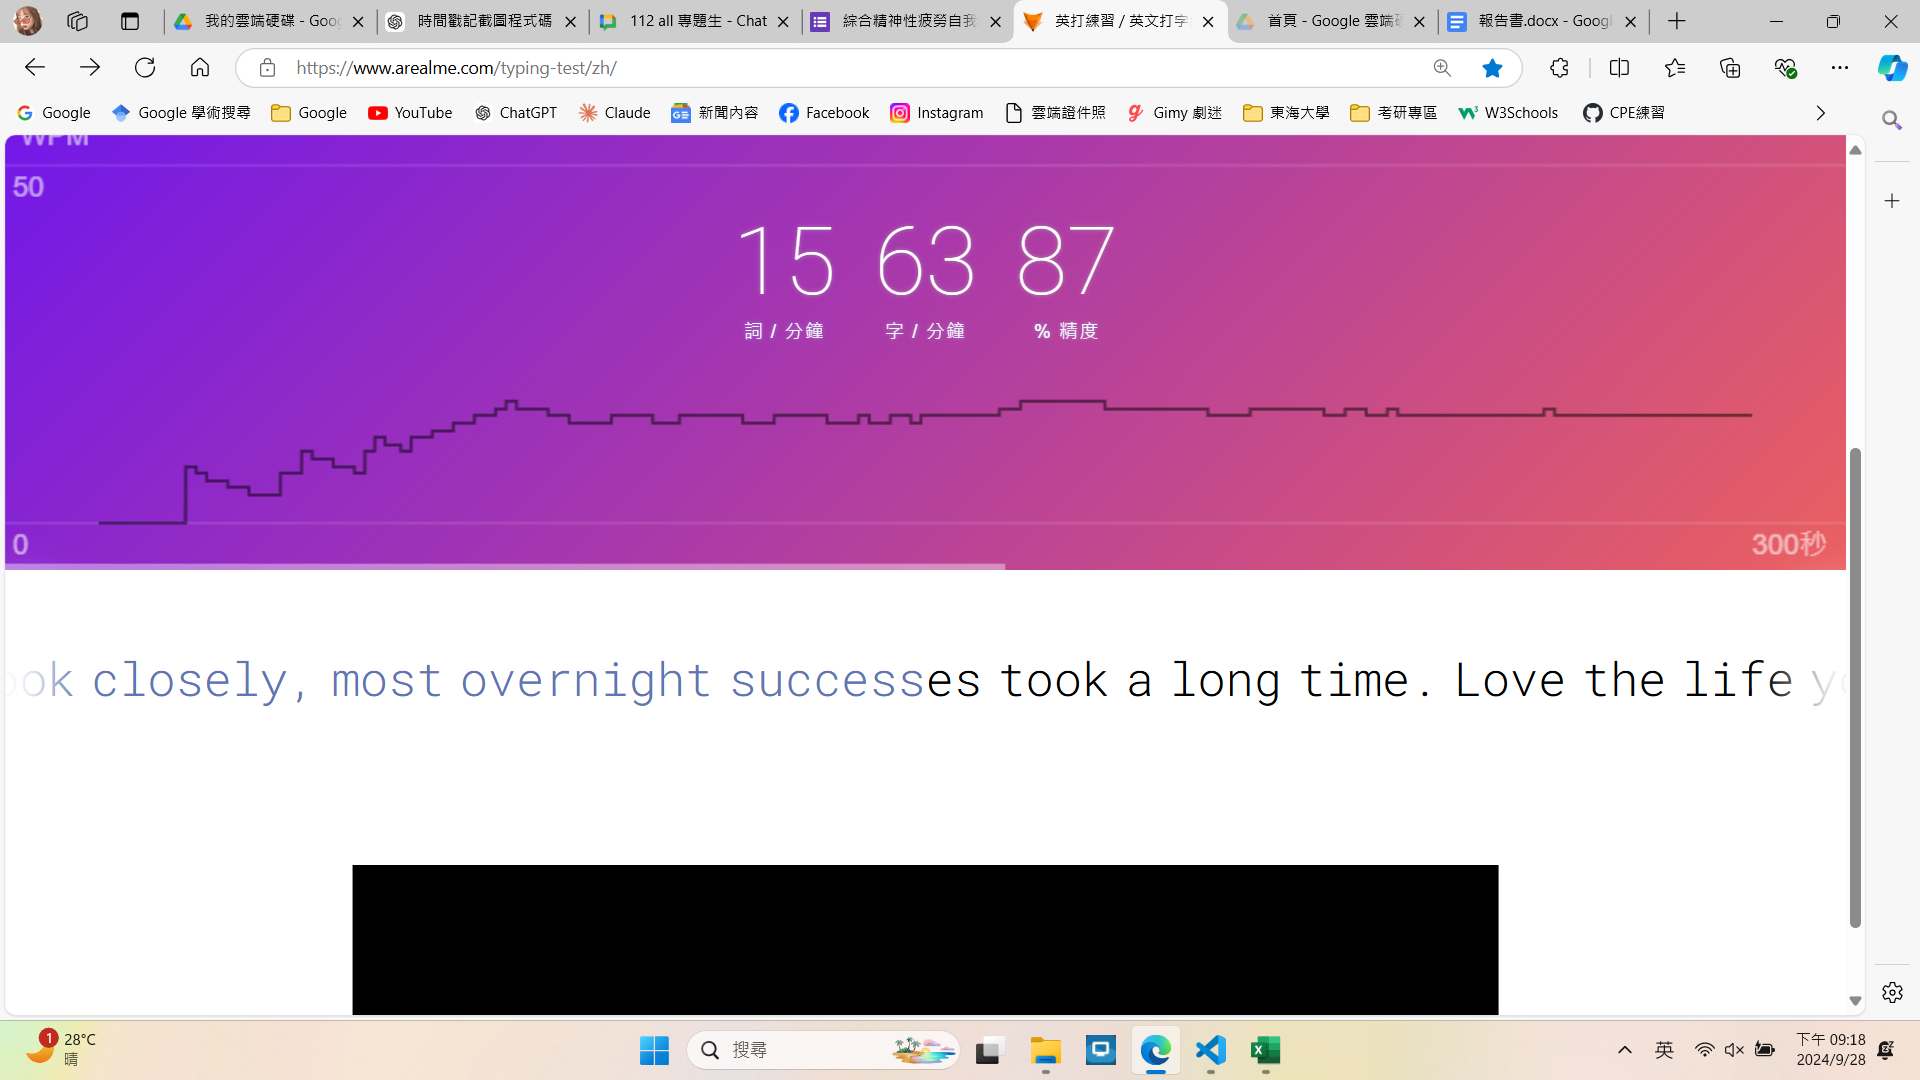 我的雲端硬碟 - Goog
時間戳記截圖程式碼
112 all 專題生 - Chat
綜合精神性疲勞自我
英打練習 / 英文打字
首頁 - Google 雲端硬
報告書.docx - Googl
https://www.arealme.com/typing-test/zh/
Google
Google 學術搜尋
Google
YouTube
ChatGPT
Claude
新聞內容
Facebook
Instagram
雲端證件照
Gimy 劇迷
東海大學
考研專區
W3Schools
CPE練習
WPM
50
15 63 87
詞 / 分鐘 字 / 分鐘 % 精度
0 300秒
ook closely, most overnight successes took a long time. Love the life yo
1
28°C
晴
搜尋
英
下午 09:18
2024/9/28